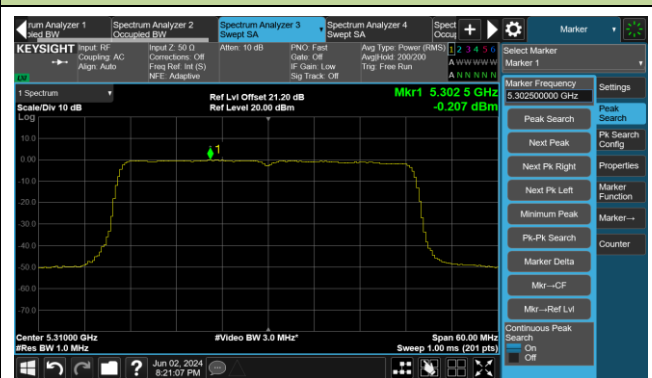 rum Analyzer 1
pied BW
Spectrum Analyzer 2
Occupied BW
Spectrum Analyzer 3
Swept SA
Spectrum Analyzer 4
Swept SA
Spect
Occup
Marker
KEYSIGHT
Input: RF
Coupling: AC
Align: Auto
Input Z: 50 Ω
Corrections: Off
Freq Ref: Int (S)
NFE: Adaptive
Atten: 10 dB
PNO: Fast
Gate: Off
IF Gain: Low
Sig Track: Off
Avg Type: Power (RMS)
Avg|Hold: 200/200
Trig: Free Run
1 2 3 4 5 6
A W W W W W
A N N N N N
Select Marker
Marker 1
1 Spectrum
Scale/Div 10 dB
Log
Ref Lvl Offset 21.20 dB
Ref Level 20.00 dBm
Mkr1 5.302 5 GHz
-0.207 dBm
10.0
0.00
-10.0
-20.0
-30.0
-40.0
-50.0
-60.0
-70.0
1
Center 5.31000 GHz
#Res BW 1.0 MHz
#Video BW 3.0 MHz*
Span 60.00 MHz
Sweep 1.00 ms (201 pts)
Marker Frequency
5.302500000 GHz
Peak Search
Next Peak
Next Pk Right
Next Pk Left
Minimum Peak
Pk-Pk Search
Marker Delta
Mkr→CF
Mkr→Ref Lvl
Continuous Peak
Search
On
Off
Settings
Peak
Search
Pk Search
Config
Properties
Marker
Function
Marker→
Counter
Jun 02, 2024
8:21:07 PM